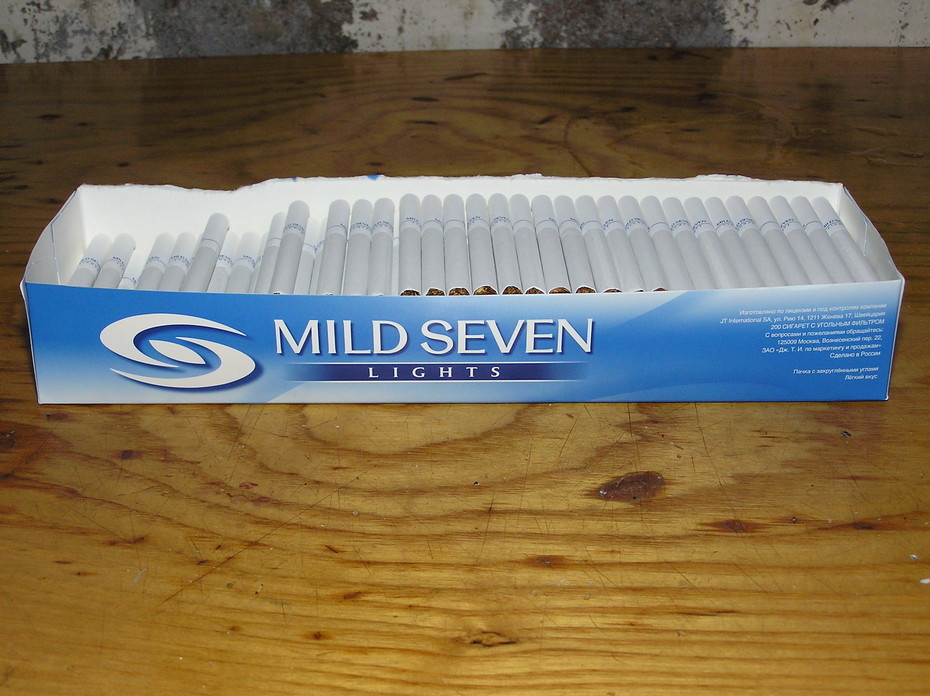 MILD SEVEN
LIGHTS
Изготовлено по лицензии и под контролем компании
JT International SA, ул. Риго 14, 1211 Женева 17, Швейцария
200 СИГАРЕТ С УГОЛЬНЫМ ФИЛЬТРОМ
С вопросами и пожеланиями обращайтесь:
125009 Москва, Вознесенский пер. 22,
ЗАО «Дж. Т. И. по маркетингу и продажам»
Сделано в России
Пачка с закруглёнными углами
Лёгкий вкус